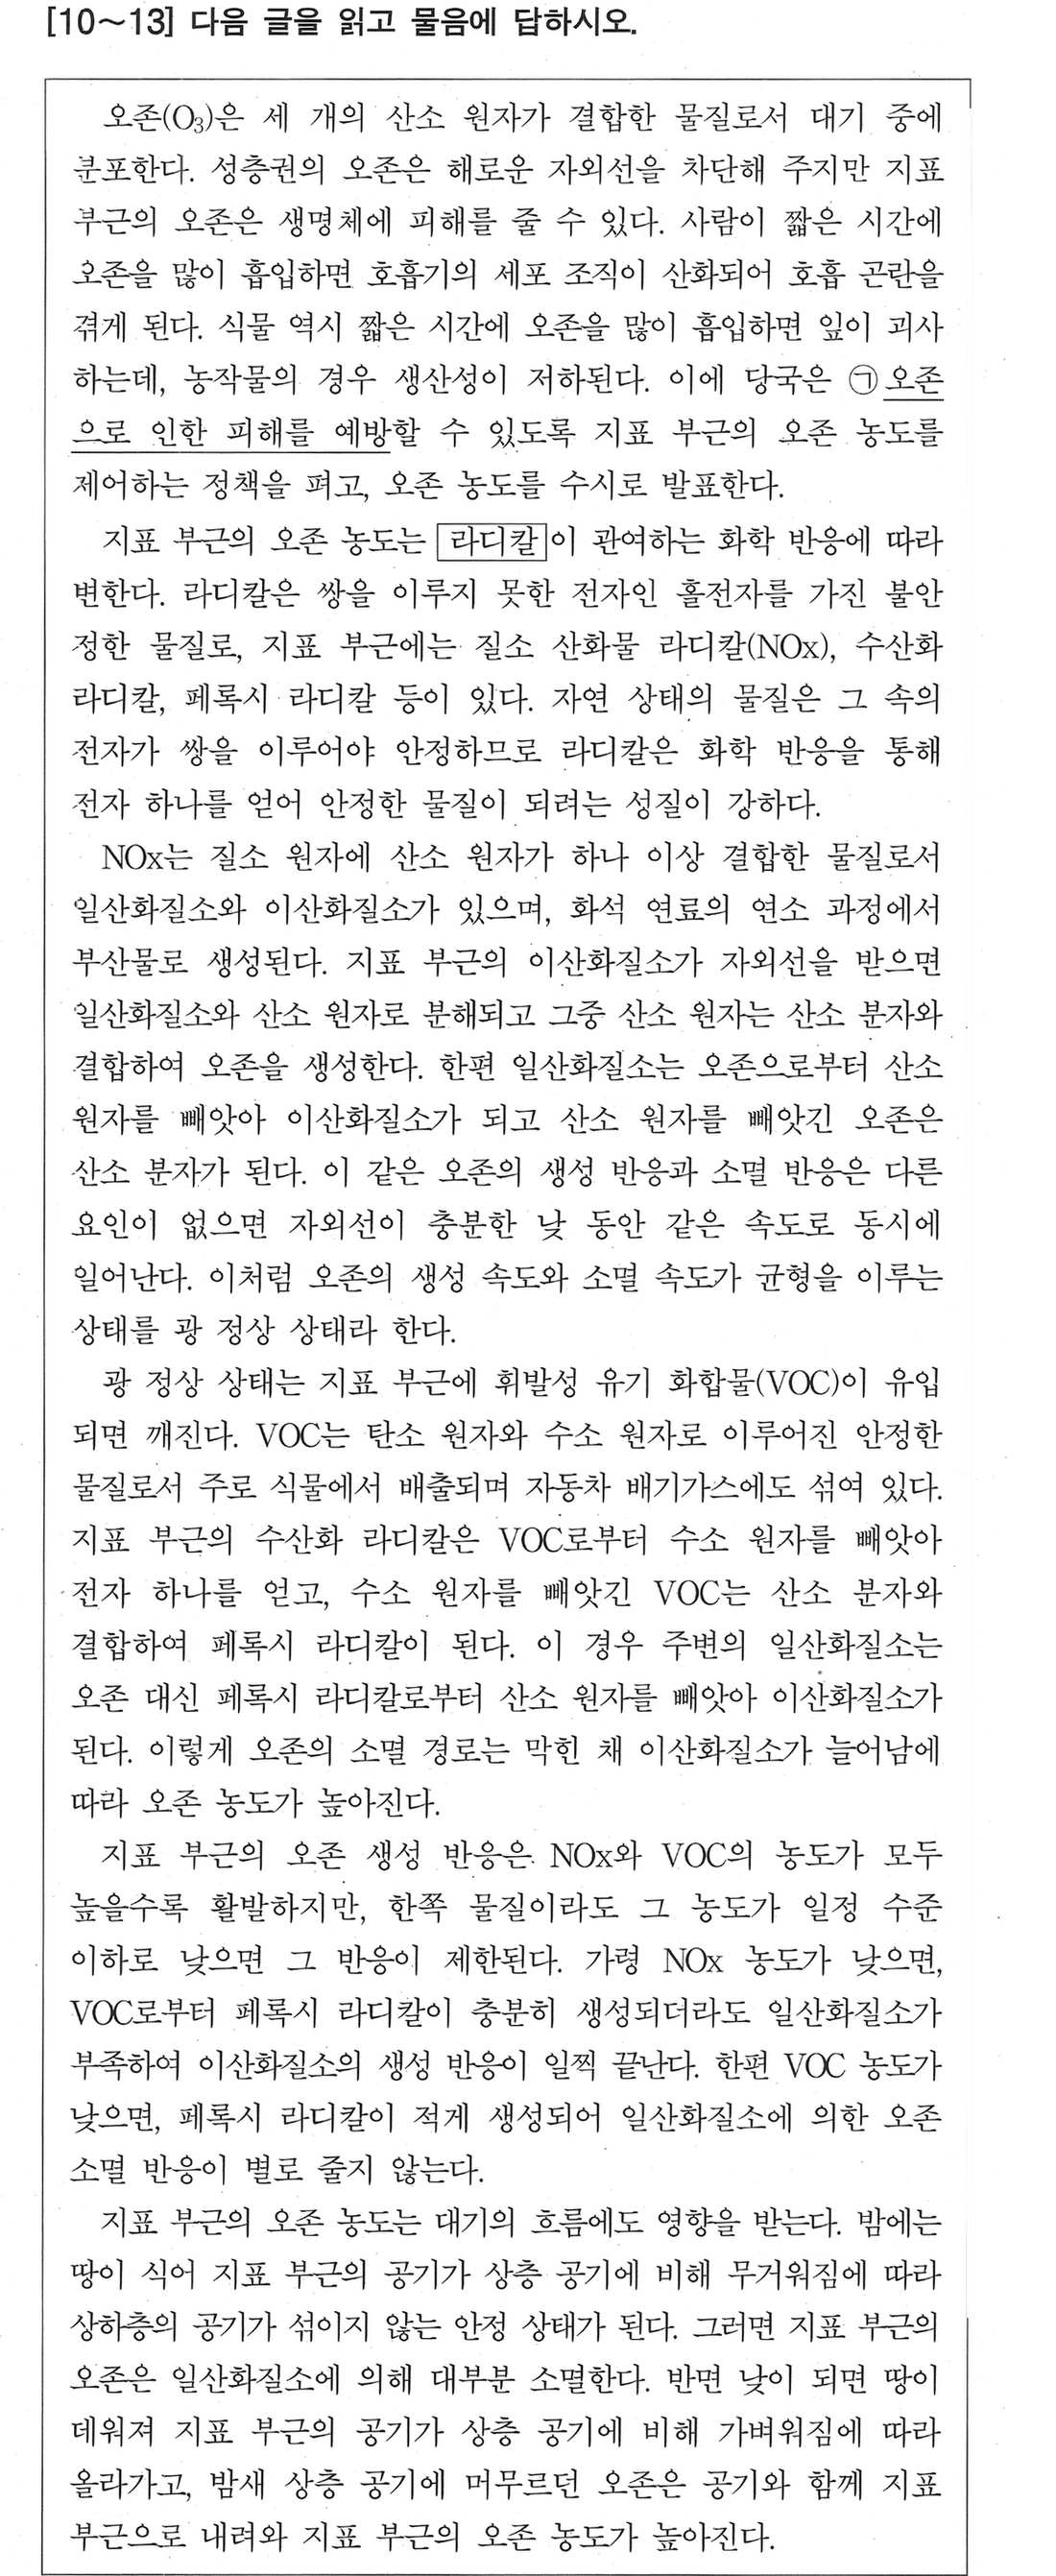 [10～13] 다음 글을 읽고 물음에 답하시오.
오존(O₃)은 세 개의 산소 원자가 결합한 물질로서 대기 중에
분포한다. 성층권의 오존은 해로운 자외선을 차단해 주지만 지표
부근의 오존은 생명체에 피해를 줄 수 있다. 사람이 짧은 시간에
오존을 많이 흡입하면 호흡기의 세포 조직이 산화되어 호흡 곤란을
겪게 된다. 식물 역시 짧은 시간에 오존을 많이 흡입하면 잎이 괴사
하는데, 농작물의 경우 생산성이 저하된다. 이에 당국은 ㉠오존
으로 인한 피해를 예방할 수 있도록 지표 부근의 오존 농도를
제어하는 정책을 펴고, 오존 농도를 수시로 발표한다.
지표 부근의 오존 농도는 라디칼이 관여하는 화학 반응에 따라
변한다. 라디칼은 쌍을 이루지 못한 전자인 홀전자를 가진 불안
정한 물질로, 지표 부근에는 질소 산화물 라디칼(NOx), 수산화
라디칼, 페록시 라디칼 등이 있다. 자연 상태의 물질은 그 속의
전자가 쌍을 이루어야 안정하므로 라디칼은 화학 반응을 통해
전자 하나를 얻어 안정한 물질이 되려는 성질이 강하다.
NOx는 질소 원자에 산소 원자가 하나 이상 결합한 물질로서
일산화질소와 이산화질소가 있으며, 화석 연료의 연소 과정에서
부산물로 생성된다. 지표 부근의 이산화질소가 자외선을 받으면
일산화질소와 산소 원자로 분해되고 그중 산소 원자는 산소 분자와
결합하여 오존을 생성한다. 한편 일산화질소는 오존으로부터 산소
원자를 빼앗아 이산화질소가 되고 산소 원자를 빼앗긴 오존은
산소 분자가 된다. 이 같은 오존의 생성 반응과 소멸 반응은 다른
요인이 없으면 자외선이 충분한 낮 동안 같은 속도로 동시에
일어난다. 이처럼 오존의 생성 속도와 소멸 속도가 균형을 이루는
상태를 광 정상 상태라 한다.
광 정상 상태는 지표 부근에 휘발성 유기 화합물(VOC)이 유입
되면 깨진다. VOC는 탄소 원자와 수소 원자로 이루어진 안정한
물질로서 주로 식물에서 배출되며 자동차 배기가스에도 섞여 있다.
지표 부근의 수산화 라디칼은 VOC로부터 수소 원자를 빼앗아
전자 하나를 얻고, 수소 원자를 빼앗긴 VOC는 산소 분자와
결합하여 페록시 라디칼이 된다. 이 경우 주변의 일산화질소는
오존 대신 페록시 라디칼로부터 산소 원자를 빼앗아 이산화질소가
된다. 이렇게 오존의 소멸 경로는 막힌 채 이산화질소가 늘어남에
따라 오존 농도가 높아진다.
지표 부근의 오존 생성 반응은 NOx와 VOC의 농도가 모두
높을수록 활발하지만, 한쪽 물질이라도 그 농도가 일정 수준
이하로 낮으면 그 반응이 제한된다. 가령 NOx 농도가 낮으면,
VOC로부터 페록시 라디칼이 충분히 생성되더라도 일산화질소가
부족하여 이산화질소의 생성 반응이 일찍 끝난다. 한편 VOC 농도가
낮으면, 페록시 라디칼이 적게 생성되어 일산화질소에 의한 오존
소멸 반응이 별로 줄지 않는다.
지표 부근의 오존 농도는 대기의 흐름에도 영향을 받는다. 밤에는
땅이 식어 지표 부근의 공기가 상층 공기에 비해 무거워짐에 따라
상하층의 공기가 섞이지 않는 안정 상태가 된다. 그러면 지표 부근의
오존은 일산화질소에 의해 대부분 소멸한다. 반면 낮이 되면 땅이
데워져 지표 부근의 공기가 상층 공기에 비해 가벼워짐에 따라
올라가고, 밤새 상층 공기에 머무르던 오존은 공기와 함께 지표
부근으로 내려와 지표 부근의 오존 농도가 높아진다.